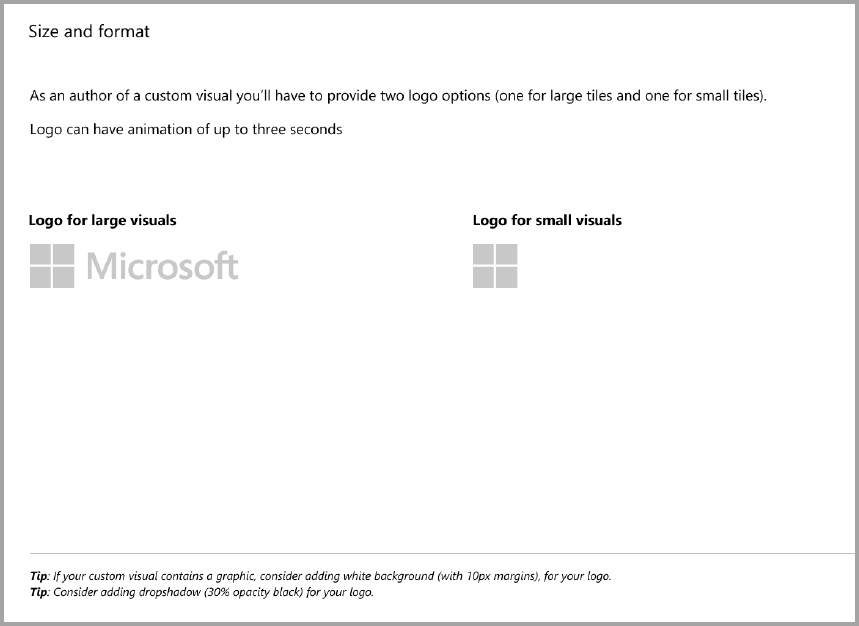 Size and format
As an author of a custom visual you'll have to provide two logo options (one for large tiles and one for small tiles).
Logo can have animation of up to three seconds
Logo for large visuals
Logo for small visuals
Microsoft
Tip: If your custom visual contains a graphic, consider adding white background (with 10px margins), for your logo.
Tip: Consider adding dropshadow (30% opacity black) for your logo.